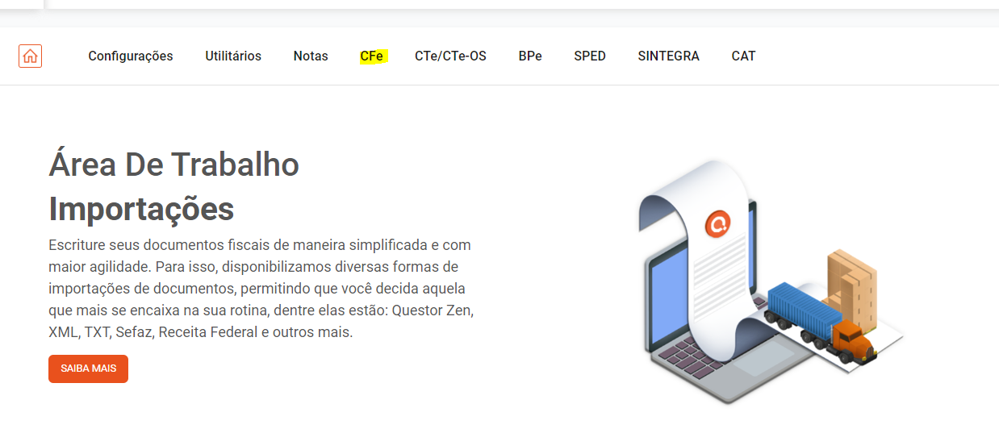 Configurações Utilitários Notas CFe CTe/CTe-OS BPe SPED SINTEGRA CAT
Área De Trabalho
Importações
Escriture seus documentos fiscais de maneira simplificada e com
maior agilidade. Para isso, disponibilizamos diversas formas de
importações de documentos, permitindo que você decida aquela
que mais se encaixa na sua rotina, dentre elas estão: Questor Zen,
XML, TXT, Sefaz, Receita Federal e outros mais.
SAIBA MAIS